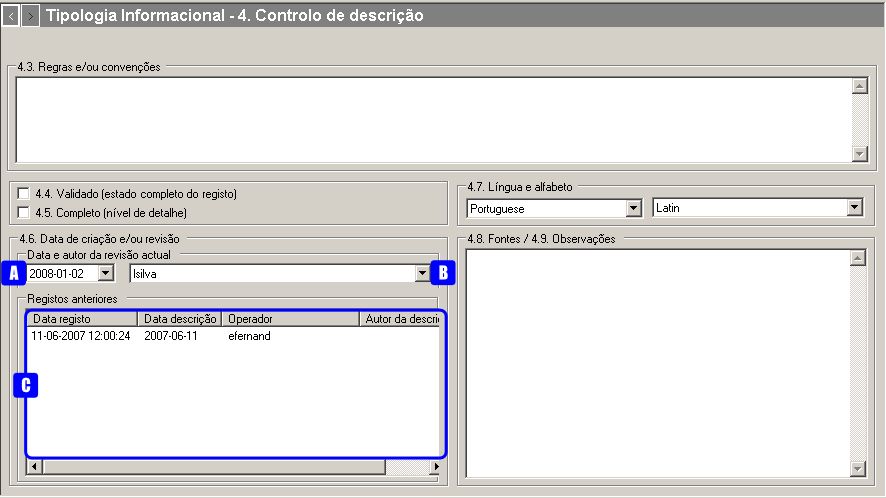 Tipologia Informacional - 4. Controlo de descrição
4.3. Regras e/ou convenções
4.4. Validado (estado completo do registo)
4.5. Completo (nível de detalhe)
4.7. Língua e alfabeto
Portuguese Latin
4.6. Data de criação e/ou revisão
Data e autor da revisão actual
A 2008-01-02 lsilva B
Registos anteriores
Data registo Data descrição Operador Autor da descri
11-06-2007 12:00:24 2007-06-11 efernand
C
4.8. Fontes / 4.9. Observações